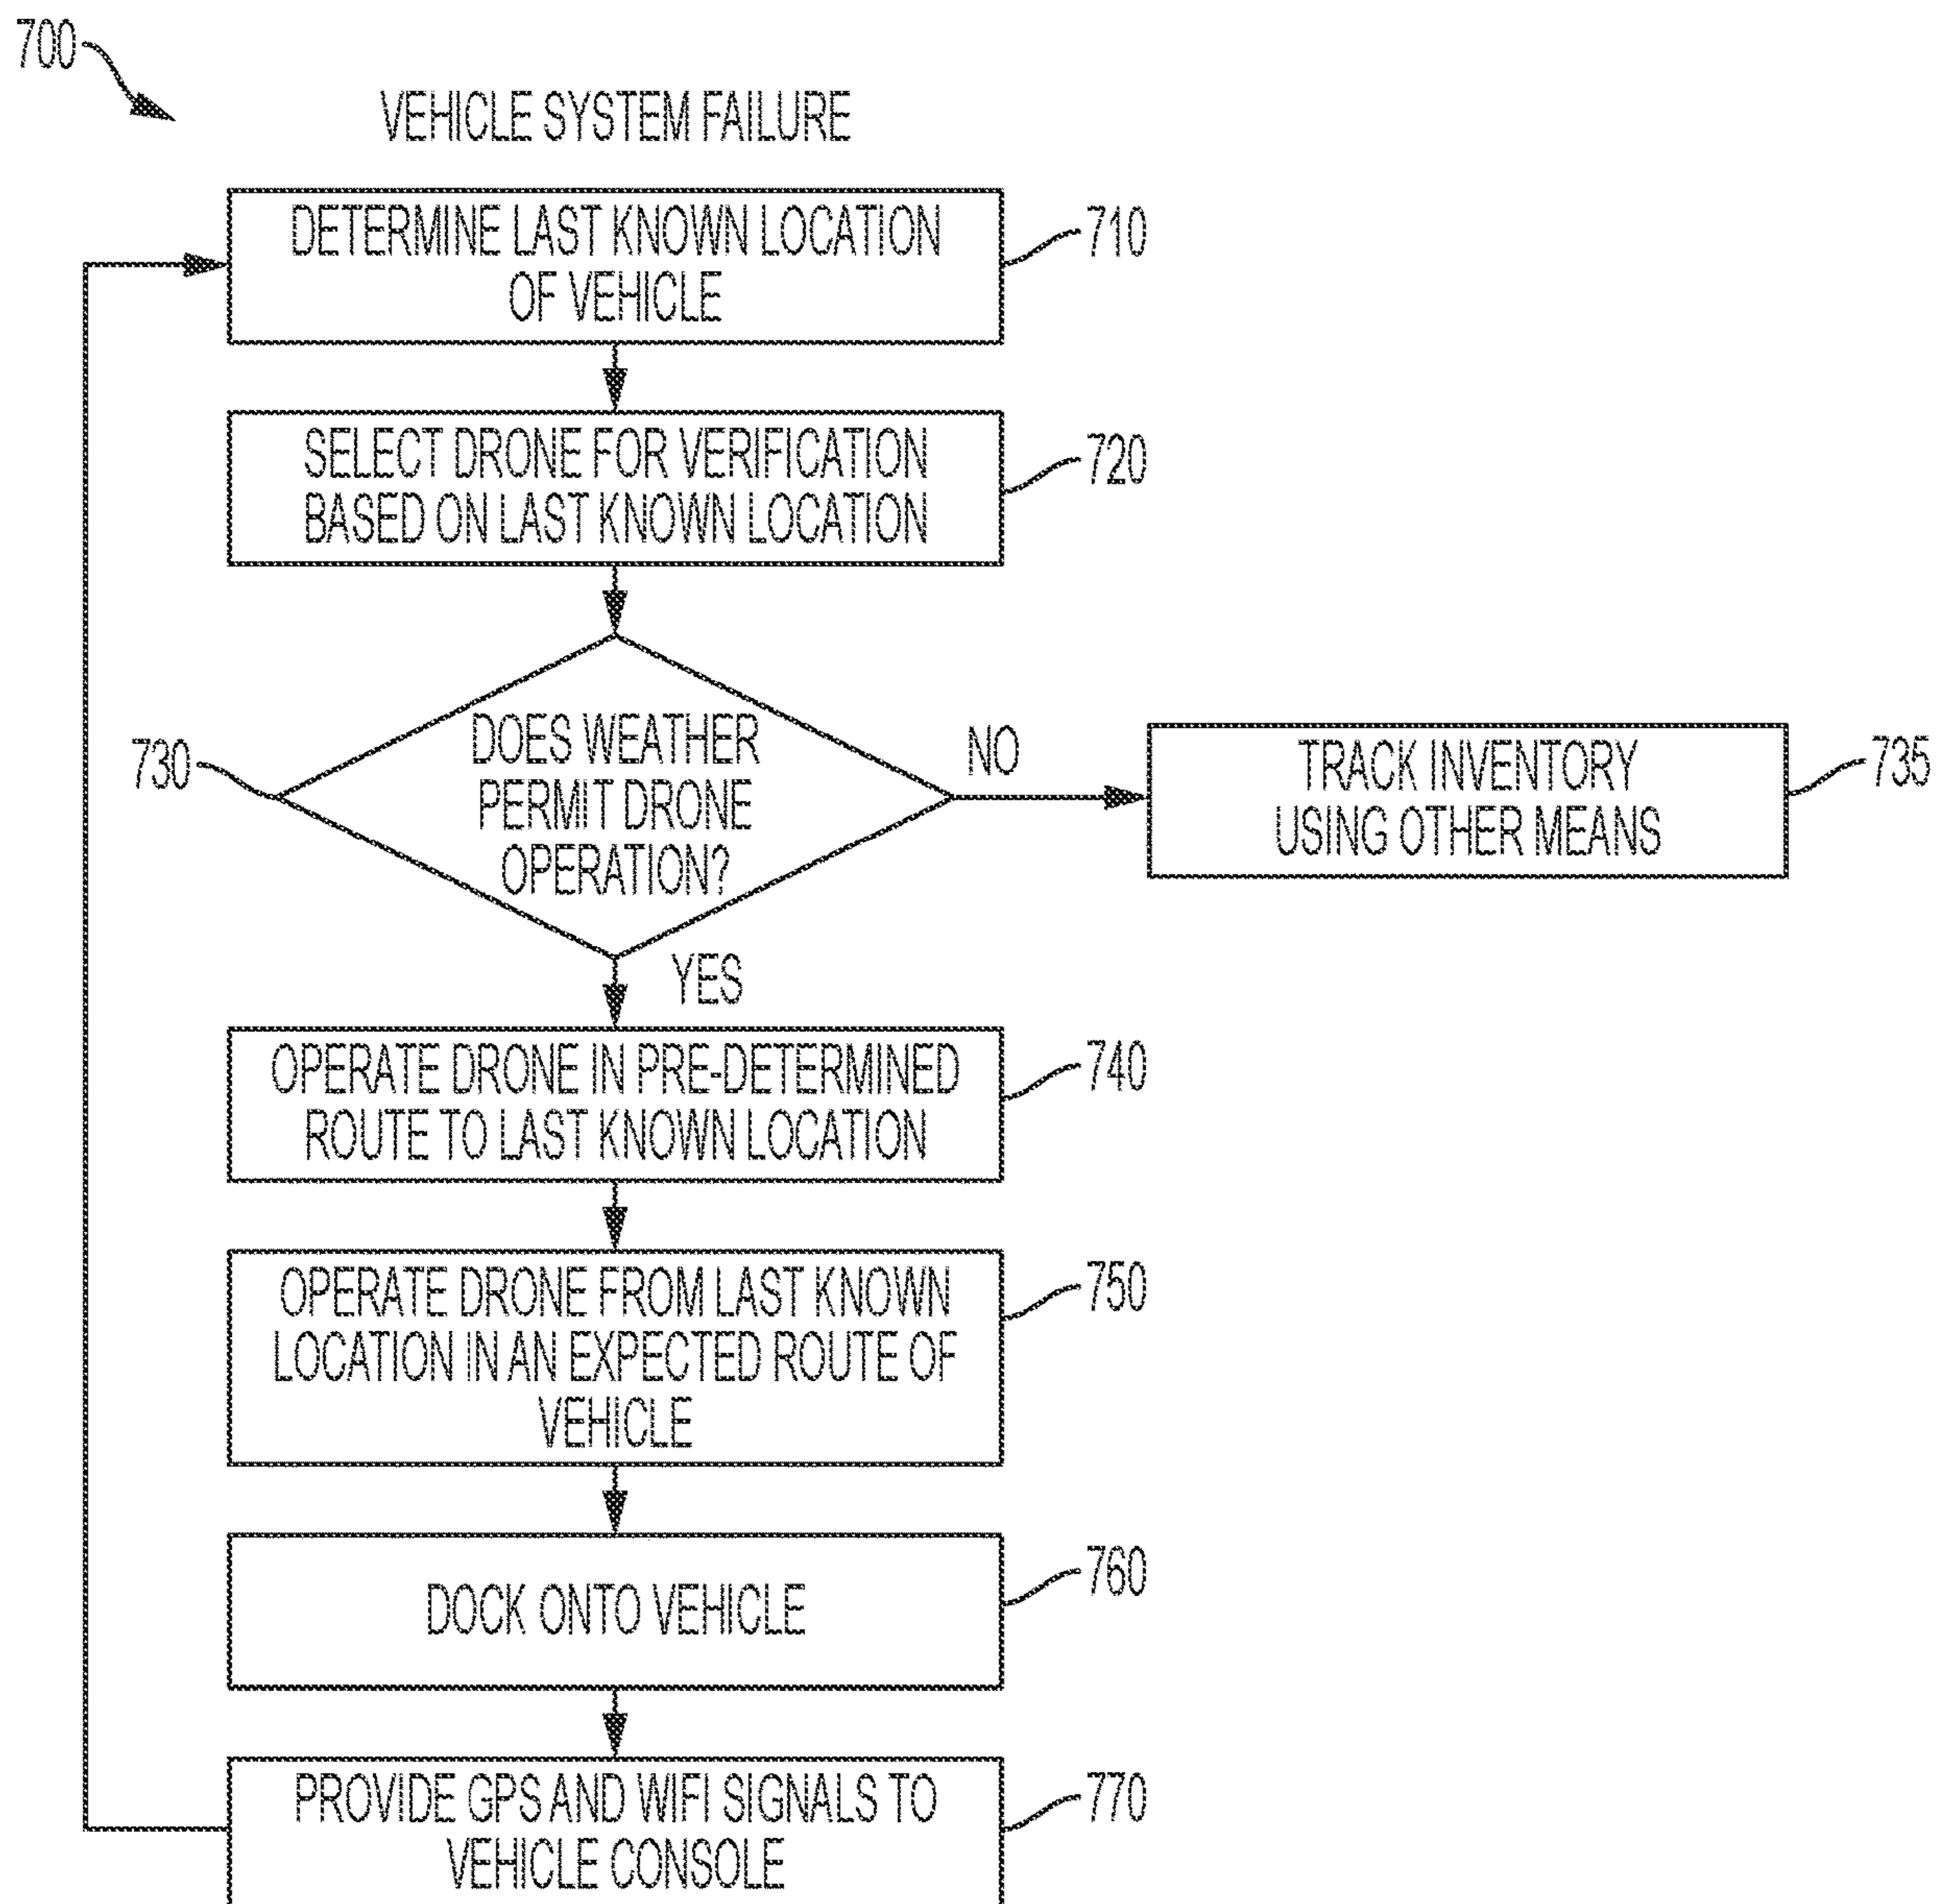 700
VEHICLE SYSTEM FAILURE
DETERMINE LAST KNOWN LOCATION
OF VEHICLE
710
SELECT DRONE FOR VERIFICATION
BASED ON LAST KNOWN LOCATION
720
730
DOES WEATHER
PERMIT DRONE
OPERATION?
NO
TRACK INVENTORY
USING OTHER MEANS
735
YES
OPERATE DRONE IN PRE-DETERMINED
ROUTE TO LAST KNOWN LOCATION
740
OPERATE DRONE FROM LAST KNOWN
LOCATION IN AN EXPECTED ROUTE OF
VEHICLE
750
DOCK ONTO VEHICLE
760
PROVIDE GPS AND WIFI SIGNALS TO
VEHICLE CONSOLE
770